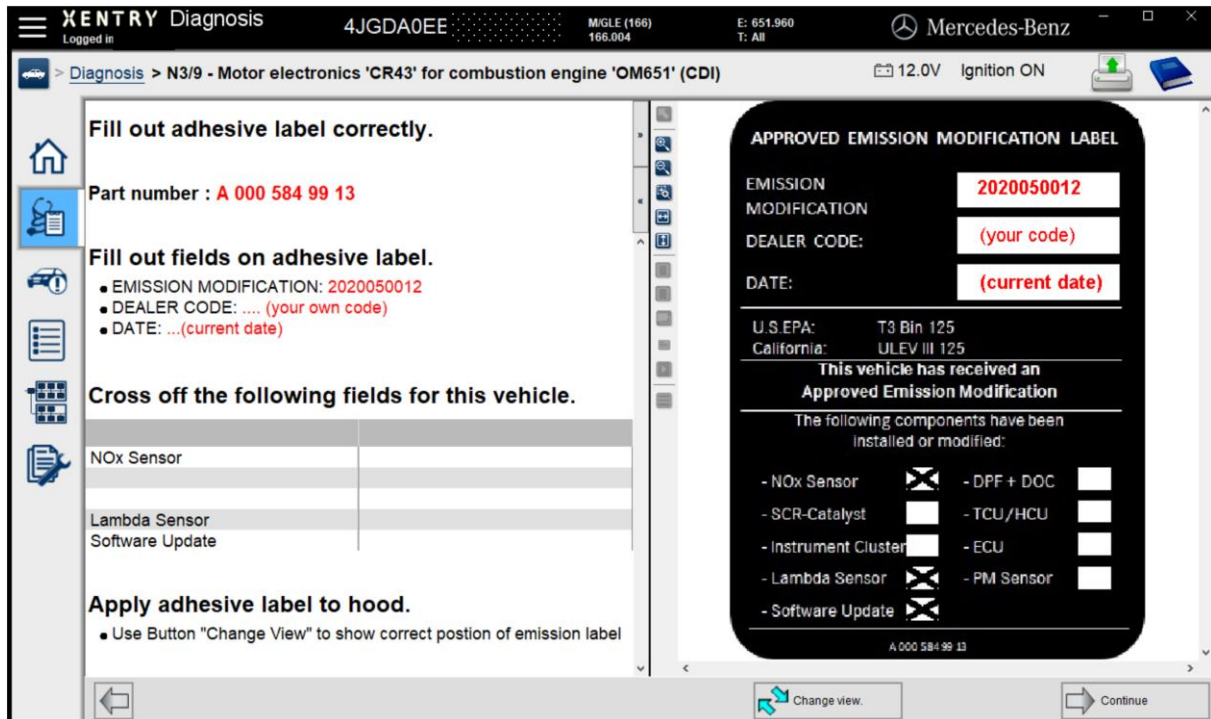 XENTRY Diagnosis
Logged in
4JGDA0EE
M/GLE (166)
166.004
E: 651.960
T: All
Mercedes-Benz
> Diagnosis > N3/9 - Motor electronics 'CR43' for combustion engine 'OM651' (CDI)
12.0V Ignition ON
Fill out adhesive label correctly.
Part number : A 000 584 99 13
Fill out fields on adhesive label.
• EMISSION MODIFICATION: 2020050012
• DEALER CODE: .... (your own code)
• DATE: ...(current date)
Cross off the following fields for this vehicle.
NOx Sensor
Lambda Sensor
Software Update
Apply adhesive label to hood.
• Use Button "Change View" to show correct postion of emission label
APPROVED EMISSION MODIFICATION LABEL
EMISSION
MODIFICATION
2020050012
DEALER CODE: (your code)
DATE: (current date)
U.S.EPA: T3 Bin 125
California: ULEV III 125
This vehicle has received an
Approved Emission Modification
The following components have been
installed or modified:
- NOx Sensor
- DPF + DOC
- SCR-Catalyst
- TCU/HCU
- Instrument Cluster
- ECU
- Lambda Sensor
- PM Sensor
- Software Update
A 000 584 99 13
Change view.
Continue